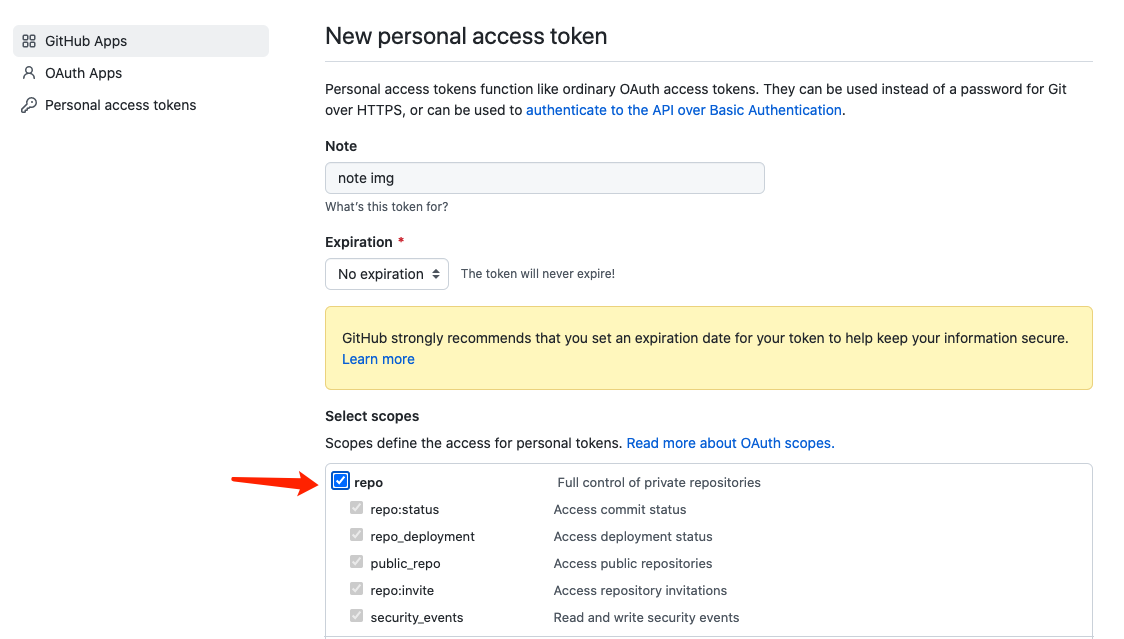 GitHub Apps
OAuth Apps
Personal access tokens
New personal access token
Personal access tokens function like ordinary OAuth access tokens. They can be used instead of a password for Git
over HTTPS, or can be used to authenticate to the API over Basic Authentication.
Note
note img
What's this token for?
Expiration *
No expiration The token will never expire!
GitHub strongly recommends that you set an expiration date for your token to help keep your information secure.
Learn more
Select scopes
Scopes define the access for personal tokens. Read more about OAuth scopes.
repo Full control of private repositories
repo:status Access commit status
repo_deployment Access deployment status
public_repo Access public repositories
repo:invite Access repository invitations
security_events Read and write security events